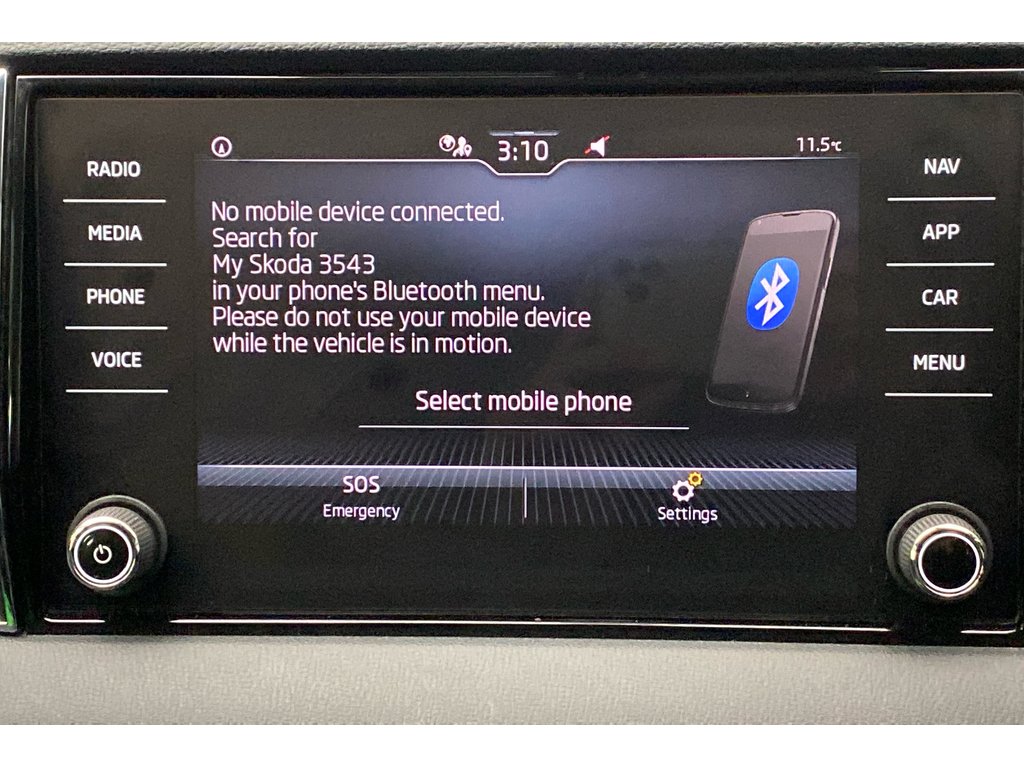 3:10
11.5°C
RADIO
MEDIA
PHONE
VOICE
No mobile device connected.
Search for
My Skoda 3543
in your phone's Bluetooth menu.
Please do not use your mobile device
while the vehicle is in motion.
Select mobile phone
SOS
Emergency
Settings
NAV
APP
CAR
MENU